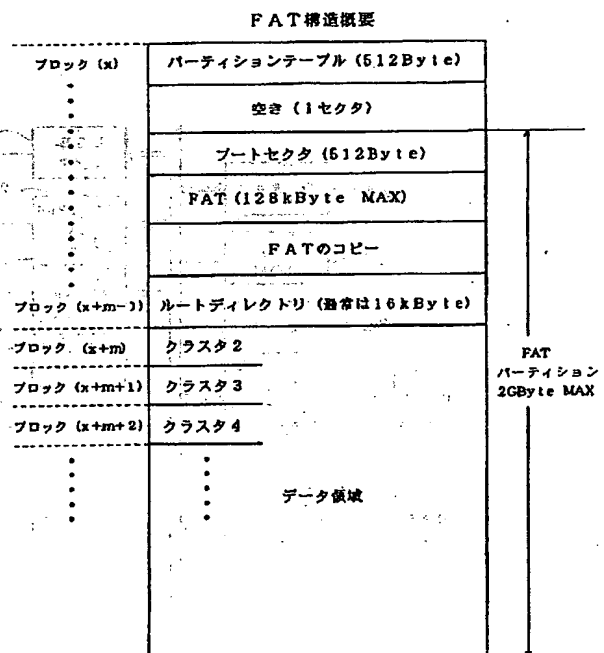 FAT構造概要
ブロック (x)
パーティションテーブル (512Byte)
空き (1セクタ)
ブートセクタ (512Byte)
FAT (128kByte MAX)
FATのコピー
ブロック (x+m-1)
ルートディレクトリ (通常は16kByte)
ブロック (x+m)
クラスタ2
ブロック (x+m+1)
クラスタ3
ブロック (x+m+2)
クラスタ4
データ領域
FAT
パーティション
2GByte MAX